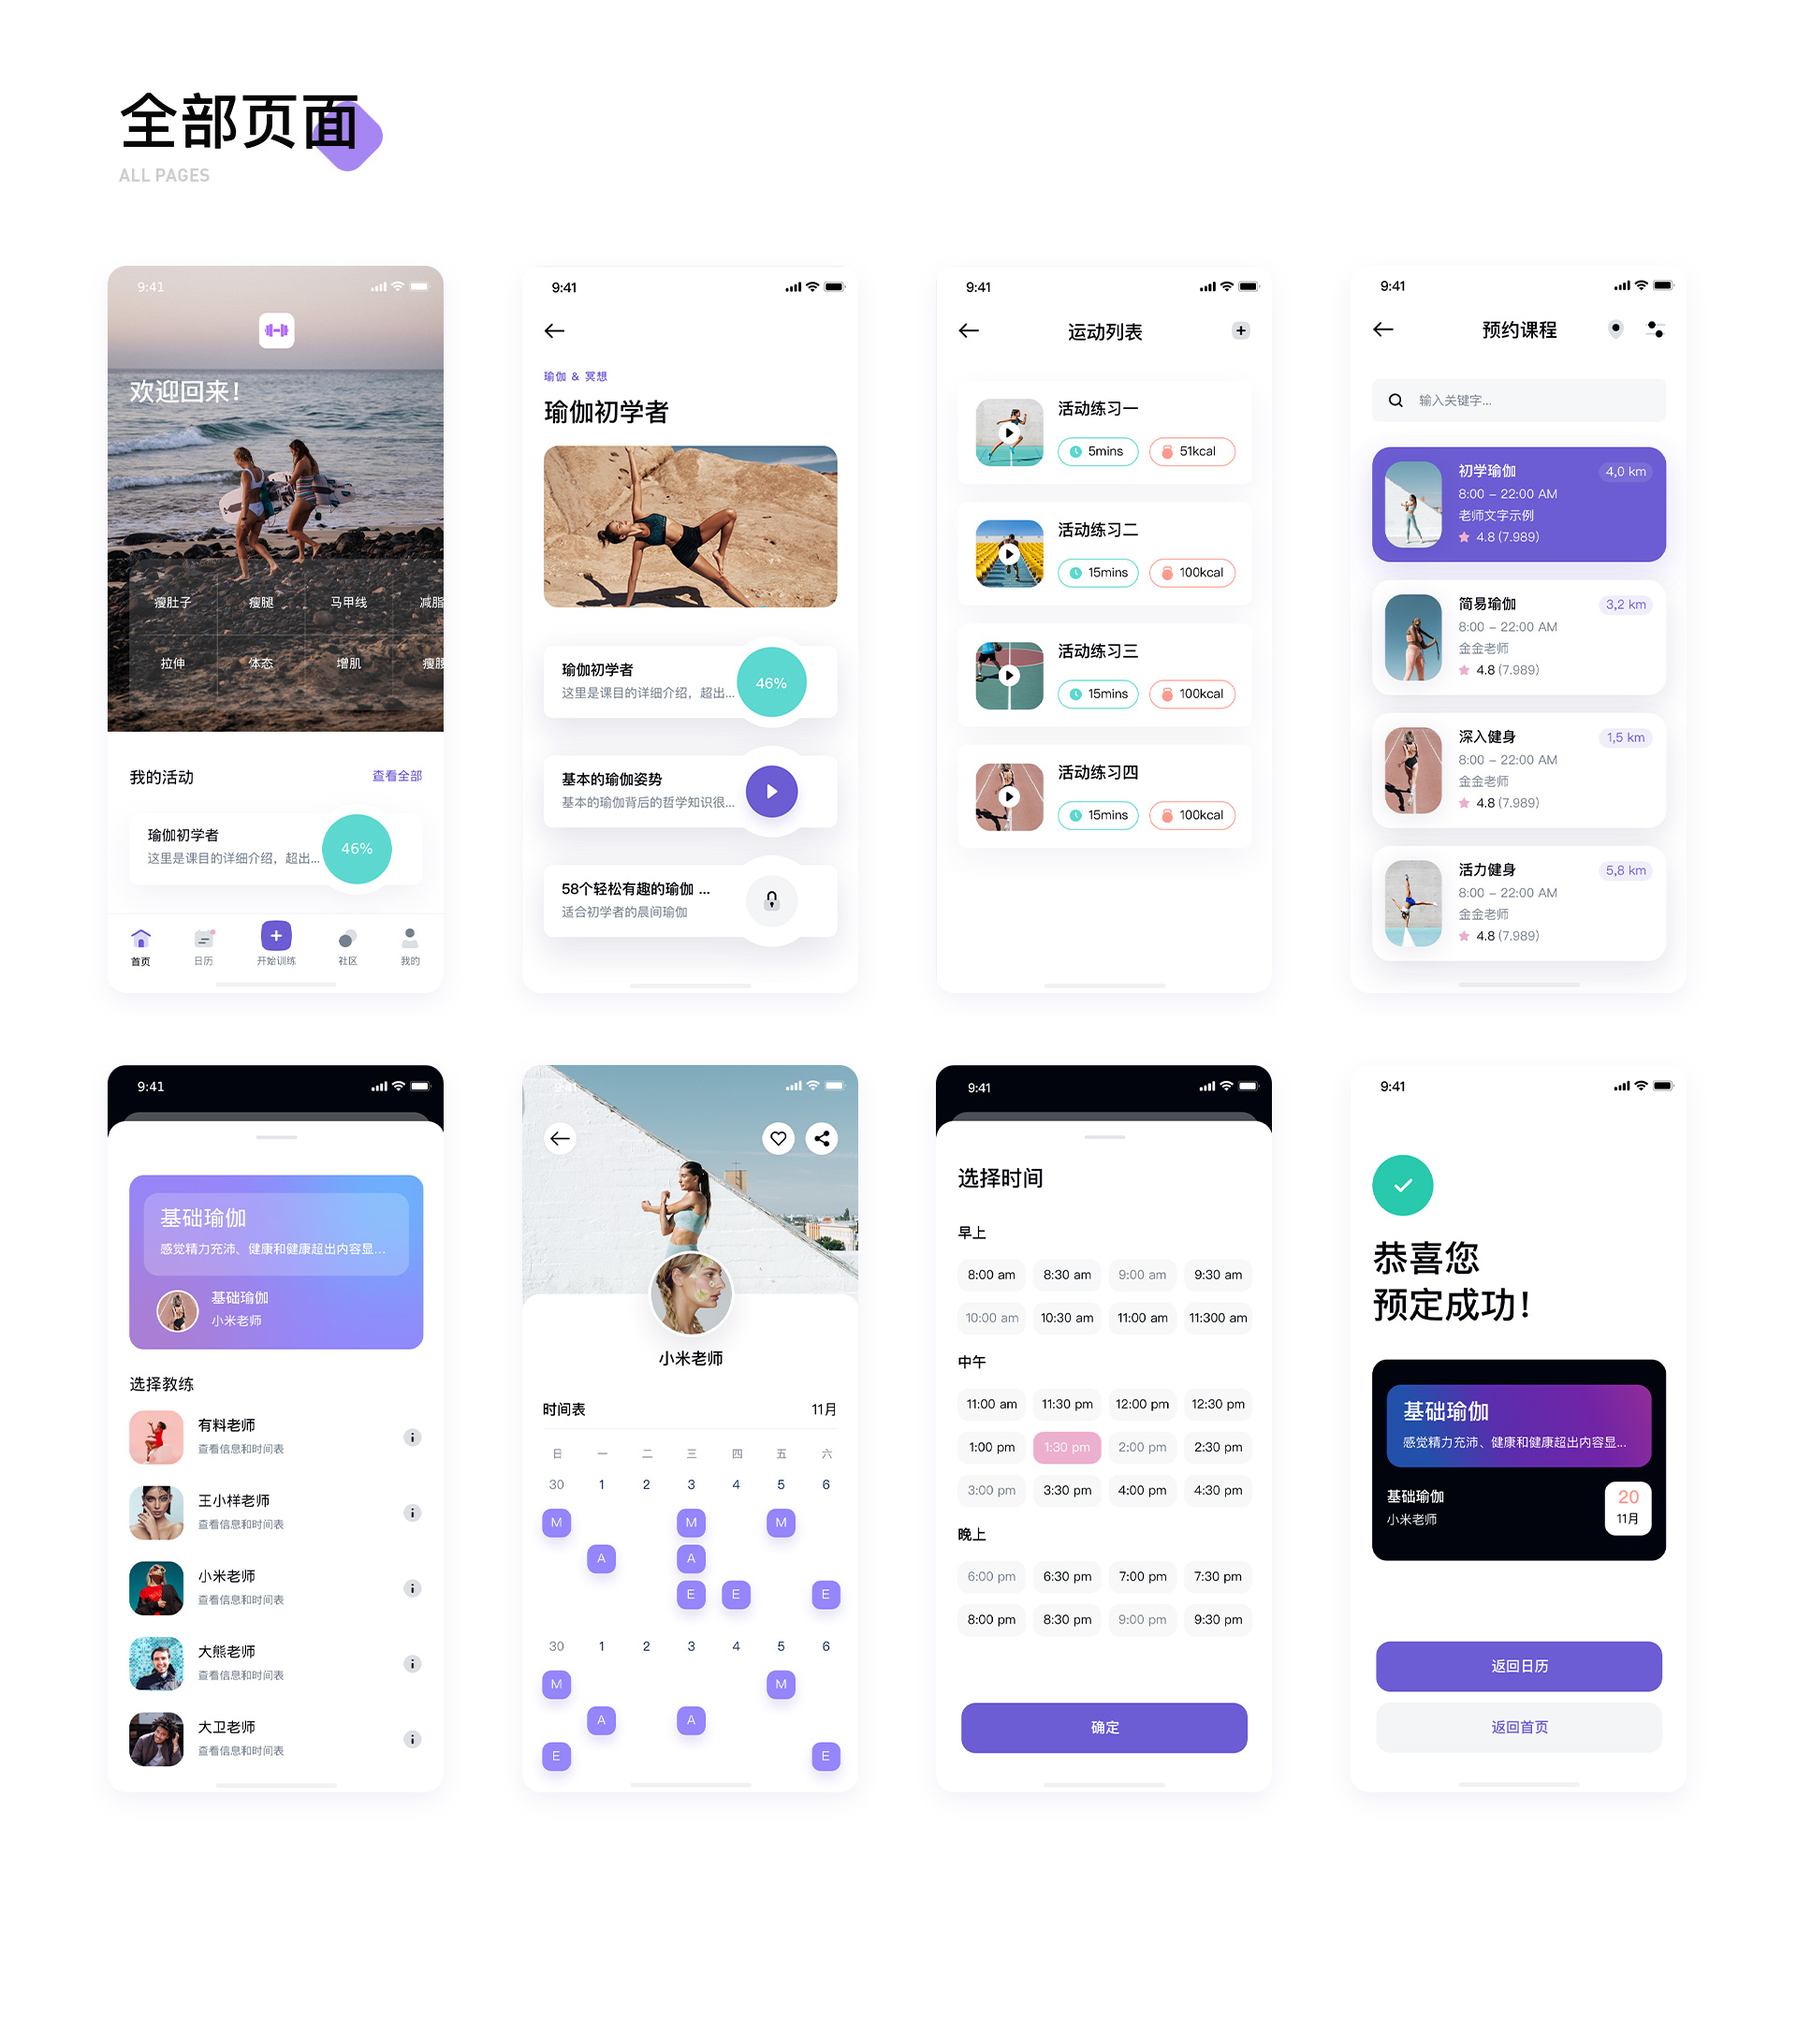 全部页面
ALL PAGES
9:41
欢迎回来!
瘦肚子 瘦腿 马甲线 减脂
拉伸 体态 增肌 瘦腰
我的活动 查看全部
瑜伽初学者
这里是课目的详细介绍，超出...
46%
首页 日历 开始训练 社区 我的
9:41
瑜伽 & 冥想
瑜伽初学者
瑜伽初学者
这里是课目的详细介绍，超出...
46%
基本的瑜伽姿势
基本的瑜伽背后的哲学知识很...
58个轻松有趣的瑜伽 ...
适合初学者的晨间瑜伽
9:41
运动列表
活动练习一
5mins 51kcal
活动练习二
15mins 100kcal
活动练习三
15mins 100kcal
活动练习四
15mins 100kcal
9:41
预约课程
输入关键字...
初学瑜伽 4,0 km
8:00 – 22:00 AM
老师文字示例
4.8 (7.989)
简易瑜伽 3,2 km
8:00 – 22:00 AM
金金老师
4.8 (7.989)
深入健身 1,5 km
8:00 – 22:00 AM
金金老师
4.8 (7.989)
活力健身 5,8 km
8:00 – 22:00 AM
金金老师
4.8 (7.989)
9:41
基础瑜伽
感觉精力充沛、健康和健康超出内容显...
基础瑜伽
小米老师
选择教练
有料老师
查看信息和时间表
王小样老师
查看信息和时间表
小米老师
查看信息和时间表
大熊老师
查看信息和时间表
大卫老师
查看信息和时间表
小米老师
时间表 11月
日 一 二 三 四 五 六
30 1 2 3 4 5 6
M M M
A A
E E E
30 1 2 3 4 5 6
M M
A A
E E
9:41
选择时间
早上
8:00 am 8:30 am 9:00 am 9:30 am
10:00 am 10:30 am 11:00 am 11:300 am
中午
11:00 am 11:30 pm 12:00 pm 12:30 pm
1:00 pm 1:30 pm 2:00 pm 2:30 pm
3:00 pm 3:30 pm 4:00 pm 4:30 pm
晚上
6:00 pm 6:30 pm 7:00 pm 7:30 pm
8:00 pm 8:30 pm 9:00 pm 9:30 pm
确定
9:41
恭喜您
预定成功!
基础瑜伽
感觉精力充沛、健康和健康超出内容显...
基础瑜伽
小米老师
20
11月
返回日历
返回首页